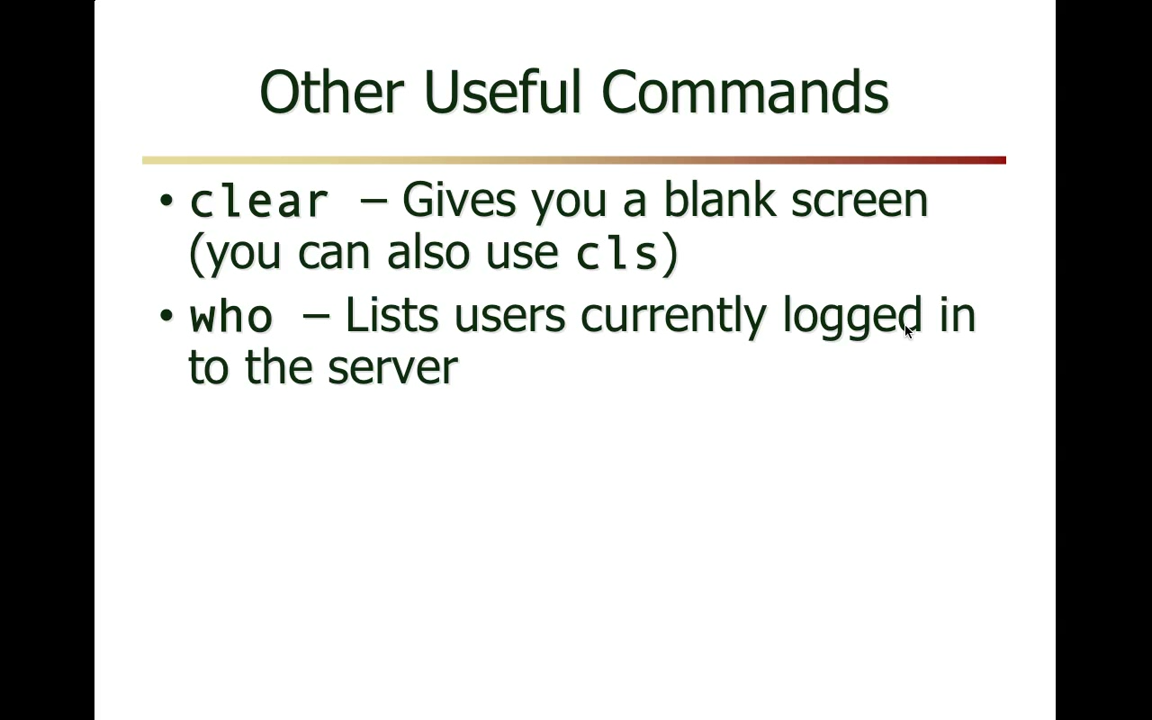 Other Useful Commands
• clear – Gives you a blank screen
(you can also use cls)
• who – Lists users currently logged in
to the server